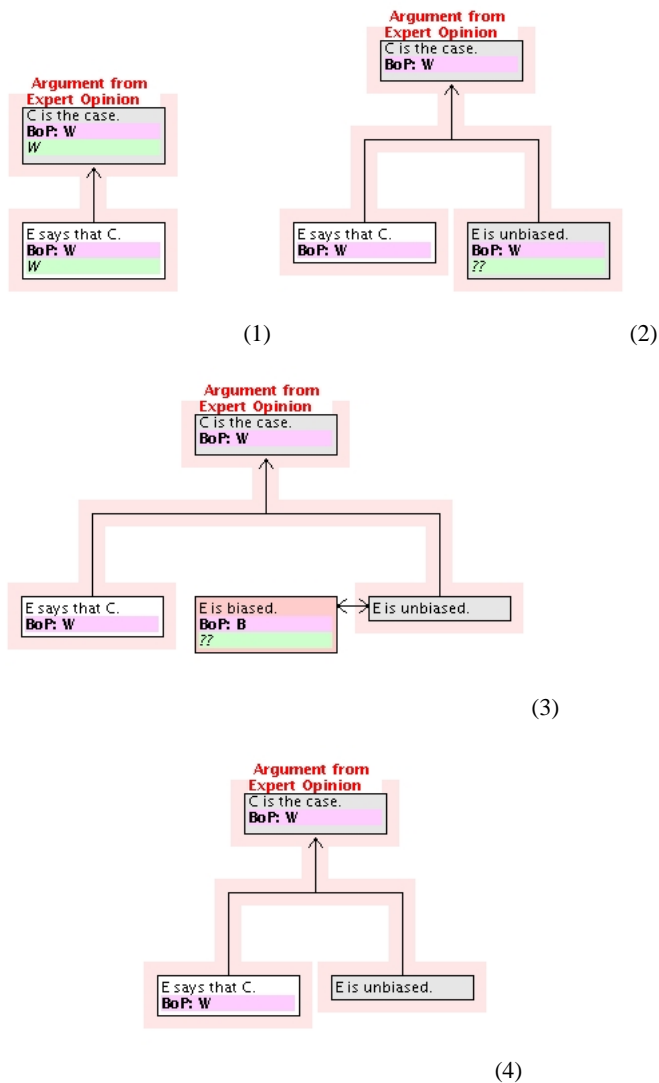 Argument from
Expert Opinion
C is the case.
BoP: W
W
E says that C.
BoP: W
W
(1)
Argument from
Expert Opinion
C is the case.
BoP: W
E says that C.
BoP: W
E is unbiased.
BoP: W
??
(2)
Argument from
Expert Opinion
C is the case.
BoP: W
E says that C.
BoP: W
E is biased.
BoP: B
??
E is unbiased.
(3)
Argument from
Expert Opinion
C is the case.
BoP: W
E says that C.
BoP: W
E is unbiased.
(4)